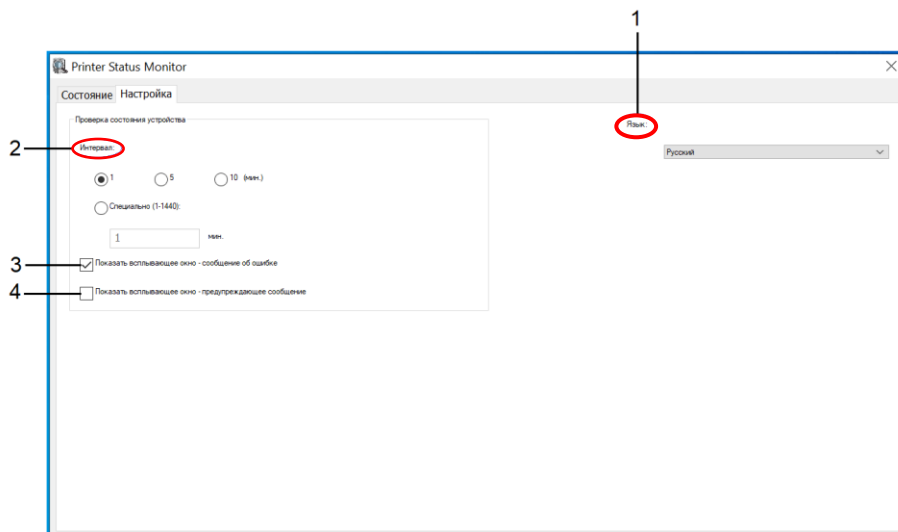 1
Printer Status Monitor
Состояние Настройка
Проверка состояния устройства
Язык:
2
Интервал:
Русский
1 5 10 (мин.)
Специально (1-1440):
1 мин.
3
Показать всплывающее окно - сообщение об ошибке
4
Показать всплывающее окно - предупреждающее сообщение